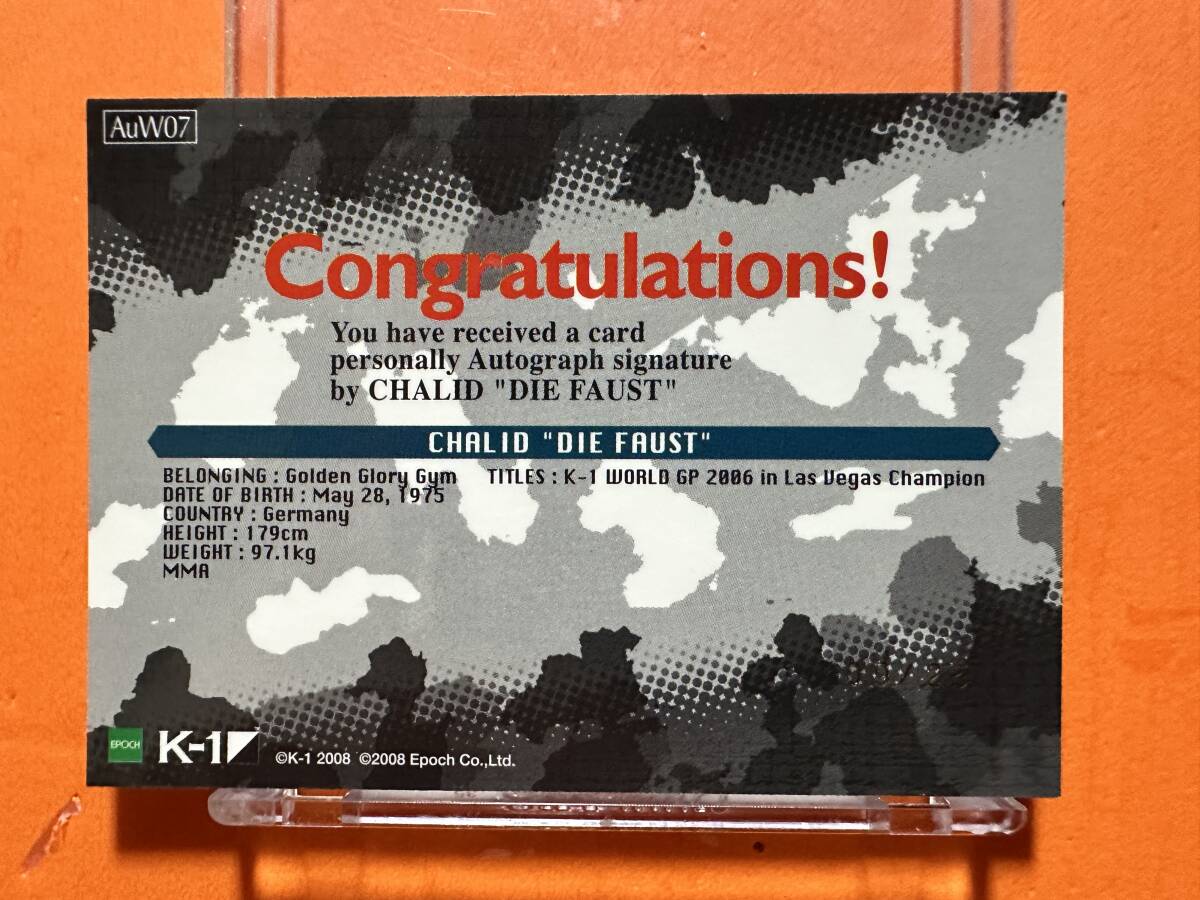 AuW07
Congratulations!
You have received a card
personally Autograph signature
by CHALID "DIE FAUST"
CHALID "DIE FAUST"
BELONGING : Golden Glory Gym TITLES : K-1 WORLD GP 2006 in Las Vegas Champion
DATE OF BIRTH : May 28, 1975
COUNTRY : Germany
HEIGHT : 179cm
WEIGHT : 97.1kg
MMA
EPOCH K-1 ©K-1 2008 ©2008 Epoch Co.,Ltd.